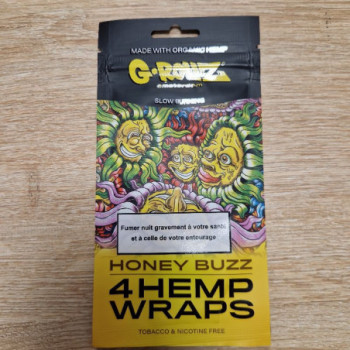 MADE WITH ORGANIC HEMP
G-ROLLZ
SLOW BURNING
Fumer nuit gravement à votre santé
et à celle de votre entourage
HONEY BUZZ
4 HEMP
WRAPS
TOBACCO & NICOTINE FREE